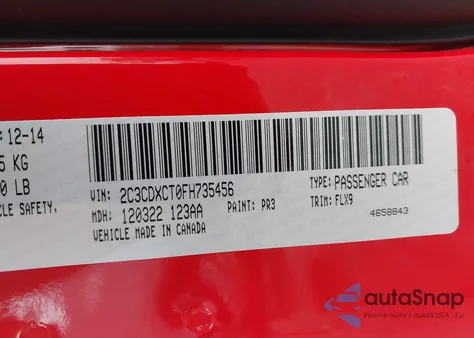 : 12-14
5 KG
0 LB
CLE SAFETY,
VIN: 2C3CDXCT0FH735456
TYPE: PASSENGER CAR
MDH: 120322 123AA
PAINT: PR3
TRIM: FLX9
VEHICLE MADE IN CANADA
4658843
autoSnap